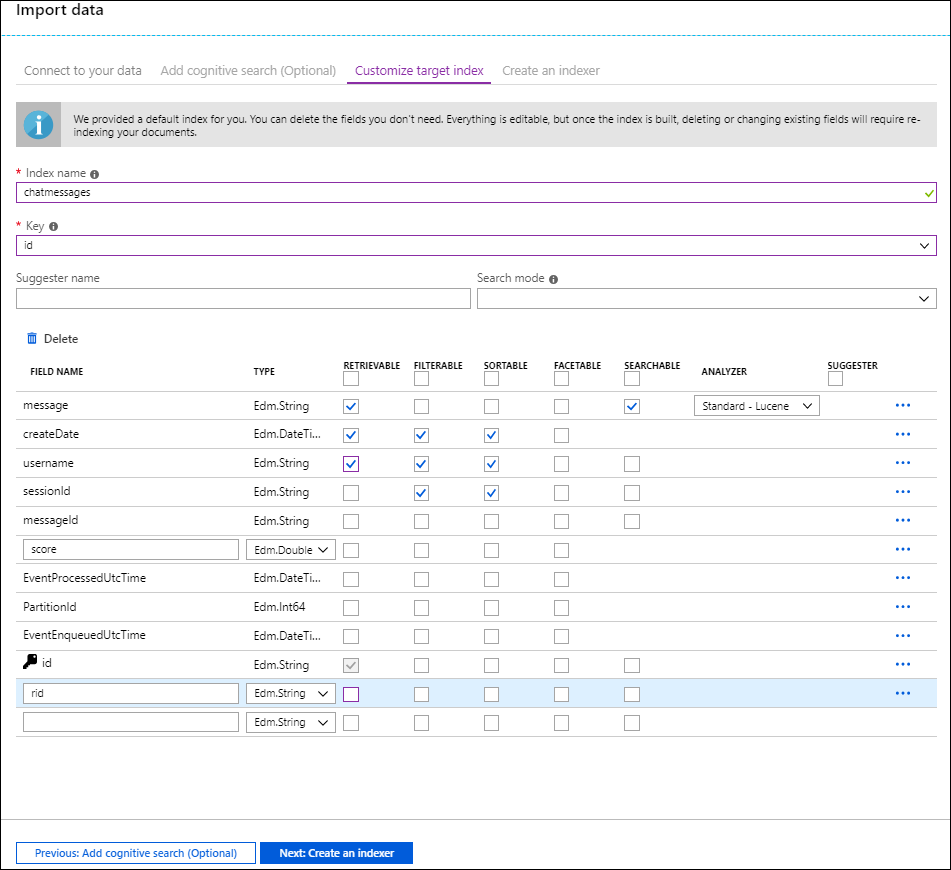 Import data
Connect to your data Add cognitive search (Optional) Customize target index Create an indexer
We provided a default index for you. You can delete the fields you don't need. Everything is editable, but once the index is built, deleting or changing existing fields will require re-
indexing your documents.
* Index name
chatmessages
* Key
id
Suggester name Search mode
Delete
FIELD NAME TYPE RETRIEVABLE FILTERABLE SORTABLE FACETABLE SEARCHABLE ANALYZER SUGGESTER
message Edm.String Standard - Lucene ...
createDate Edm.DateTi... ...
username Edm.String ...
sessionId Edm.String ...
messageId Edm.String ...
score Edm.Double ...
EventProcessedUtcTime Edm.DateTi... ...
PartitionId Edm.Int64 ...
EventEnqueuedUtcTime Edm.DateTi... ...
id Edm.String ...
rid Edm.String ...
Edm.String
Previous: Add cognitive search (Optional) Next: Create an indexer